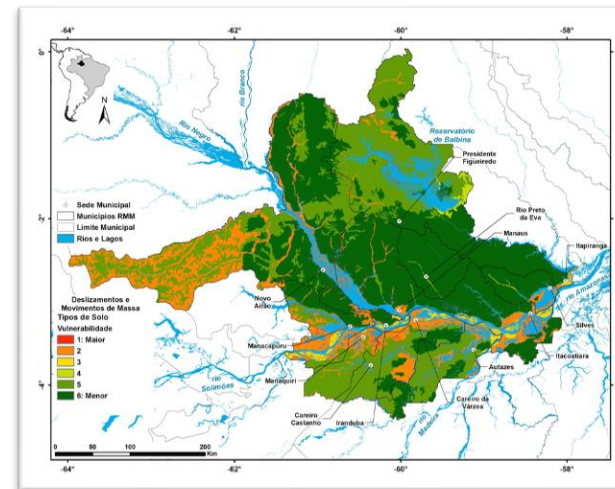 -64°
-62°
-60°
-58°
0°
N
rio Branco
Rio Negro
Reservatório
de Balbina
Presidente
Figueiredo
Sede Municipal
Municípios RMM
Limite Municipal
Rios e Lagos
Rio Preto
da Eva
Manaus
Itapiranga
rio Amazonas
Deslizamentos e
Movimentos de Massa
Tipos de Solo
Vulnerabilidade
1: Maior
2
3
4
5
6: Menor
Novo
Airão
Manacapuru
Silves
Itacoatiara
rio
Solimões
Manaquiri
Autazes
Careiro
Castanho
Iranduba
rio
Madeira
Careiro da
Várzea
-2°
-4°
0 50 100 200
Km
-64°
-62°
-60°
-58°